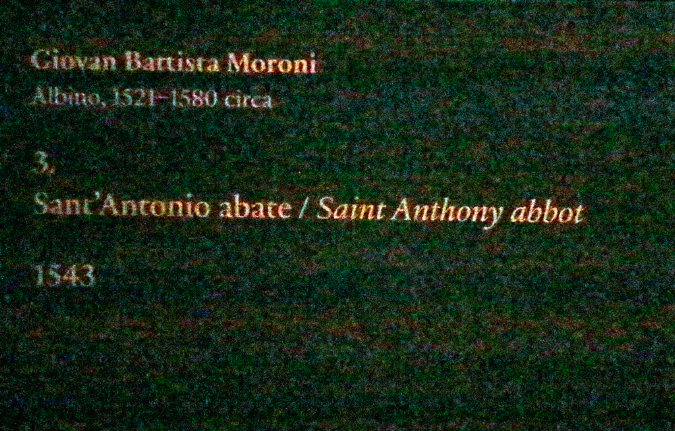 Giovan Battista Moroni
Albino, 1521–1580 circa
3.
Sant'Antonio abate / Saint Anthony abbot
1543